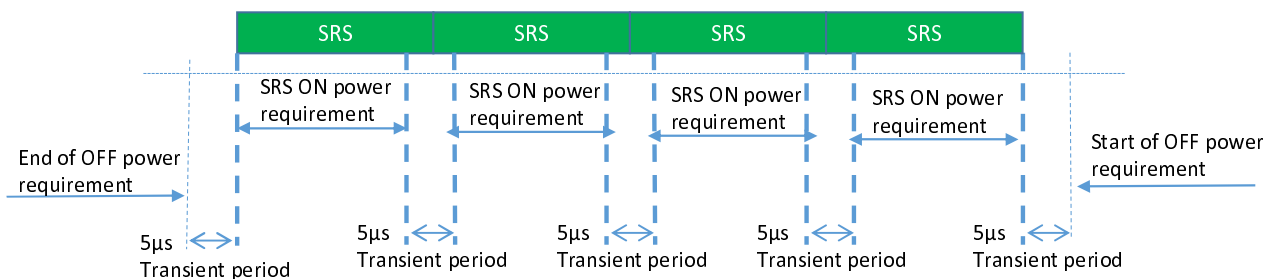 SRS SRS SRS SRS
SRS ON power
requirement
SRS ON power
requirement
SRS ON power
requirement
SRS ON power
requirement
End of OFF power
requirement
Start of OFF power
requirement
5µs
Transient period
5µs
Transient period
5µs
Transient period
5µs
Transient period
5µs
Transient period